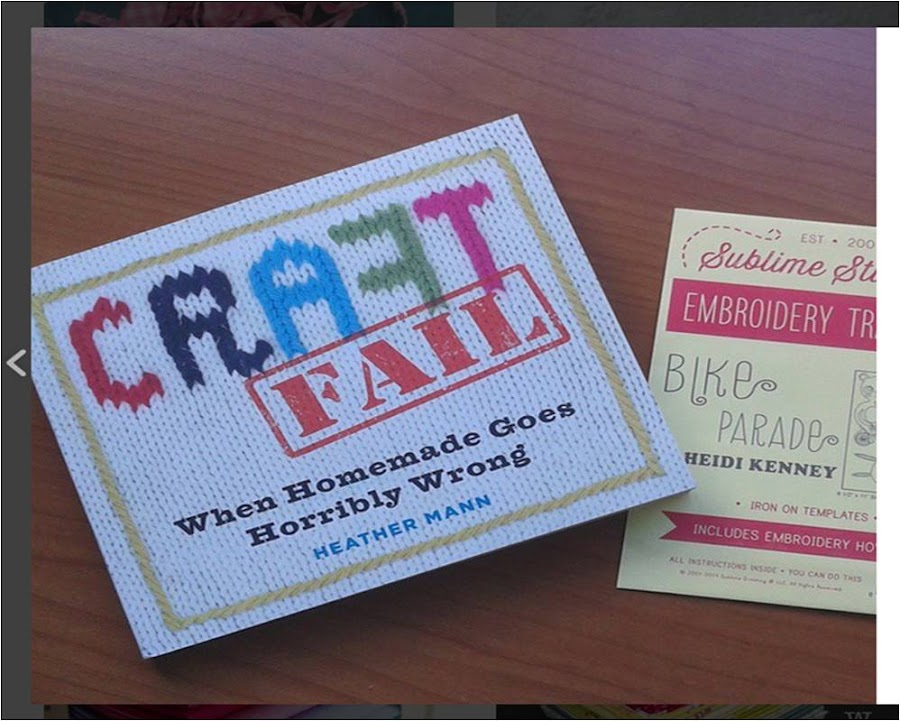 CRAFT
FAIL
When Homemade Goes
Horribly Wrong
HEATHER MANN
EST • 200
Sublime
EMBROIDERY
BIKE
PARADE
HEIDI KENNEY
• IRON ON TEMPLATES •
INCLUDES EMBROIDERY
ALL INSTRUCTIONS INSIDE • YOU CAN DO THIS